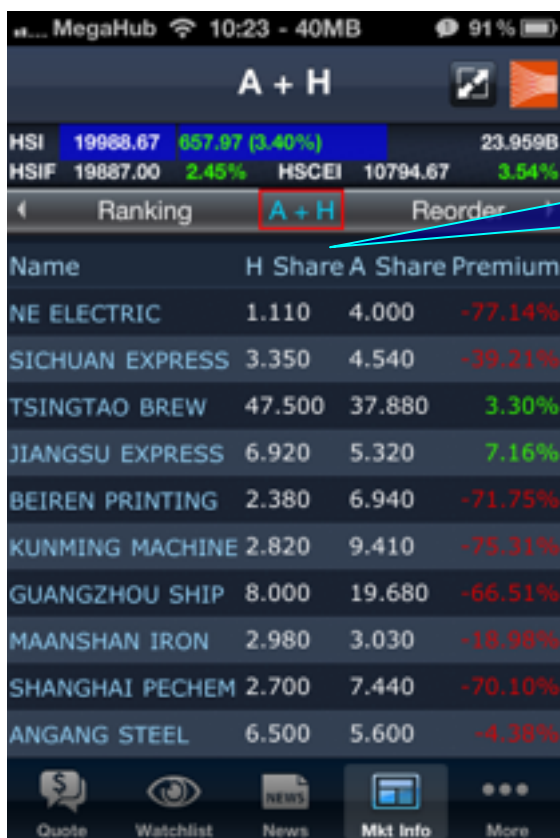 MegaHub 10:23 - 40MB 91%
A + H
HSI 19988.67 657.97 (3.40%) 23.959B
HSIF 19887.00 2.45% HSCEI 10794.67 3.54%
Ranking A + H Reorder
Name H Share A Share Premium
NE ELECTRIC 1.110 4.000 -77.14%
SICHUAN EXPRESS 3.350 4.540 -39.21%
TSINGTAO BREW 47.500 37.880 3.30%
JIANGSU EXPRESS 6.920 5.320 7.16%
BEIREN PRINTING 2.380 6.940 -71.75%
KUNMING MACHINE 2.820 9.410 -75.31%
GUANGZHOU SHIP 8.000 19.680 -66.51%
MAANSHAN IRON 2.980 3.030 -18.98%
SHANGHAI PECHEM 2.700 7.440 -70.10%
ANGANG STEEL 6.500 5.600 -4.38%
NEWS
Quote Watchlist News Mkt Info More